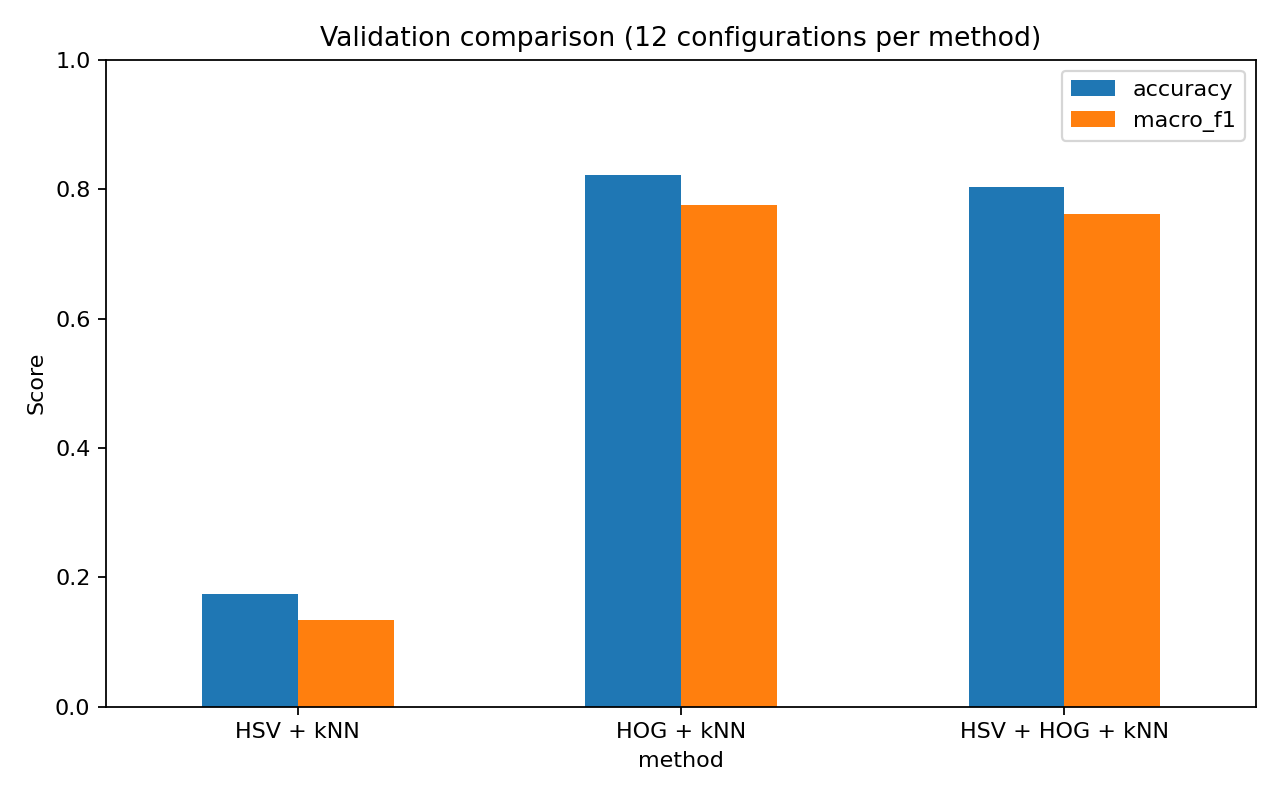 Validation comparison (12 configurations per method)
accuracy
macro_f1
Score
1.0
0.8
0.6
0.4
0.2
0.0
HSV + kNN
HOG + kNN
HSV + HOG + kNN
method